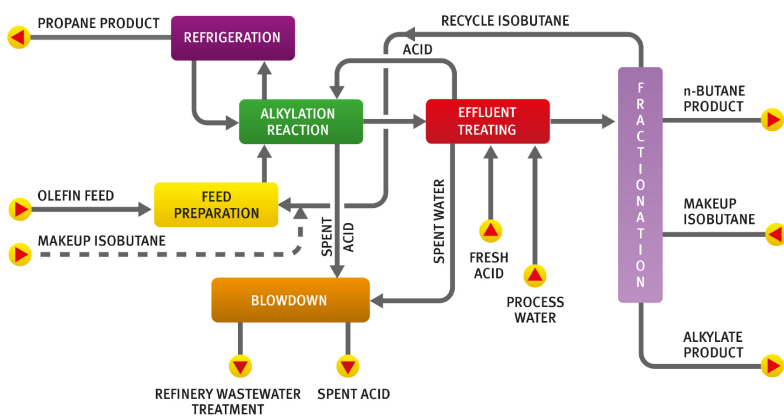 PROPANE PRODUCT
REFRIGERATION
RECYCLE ISOBUTANE
ACID
ALKYLATION
REACTION
EFFLUENT
TREATING
FRACTIONATION
n-BUTANE
PRODUCT
OLEFIN FEED
FEED
PREPARATION
MAKEUP ISOBUTANE
SPENT
ACID
SPENT WATER
FRESH
ACID
PROCESS
WATER
MAKEUP
ISOBUTANE
BLOWDOWN
ALKYLATE
PRODUCT
REFINERY WASTEWATER
TREATMENT
SPENT ACID